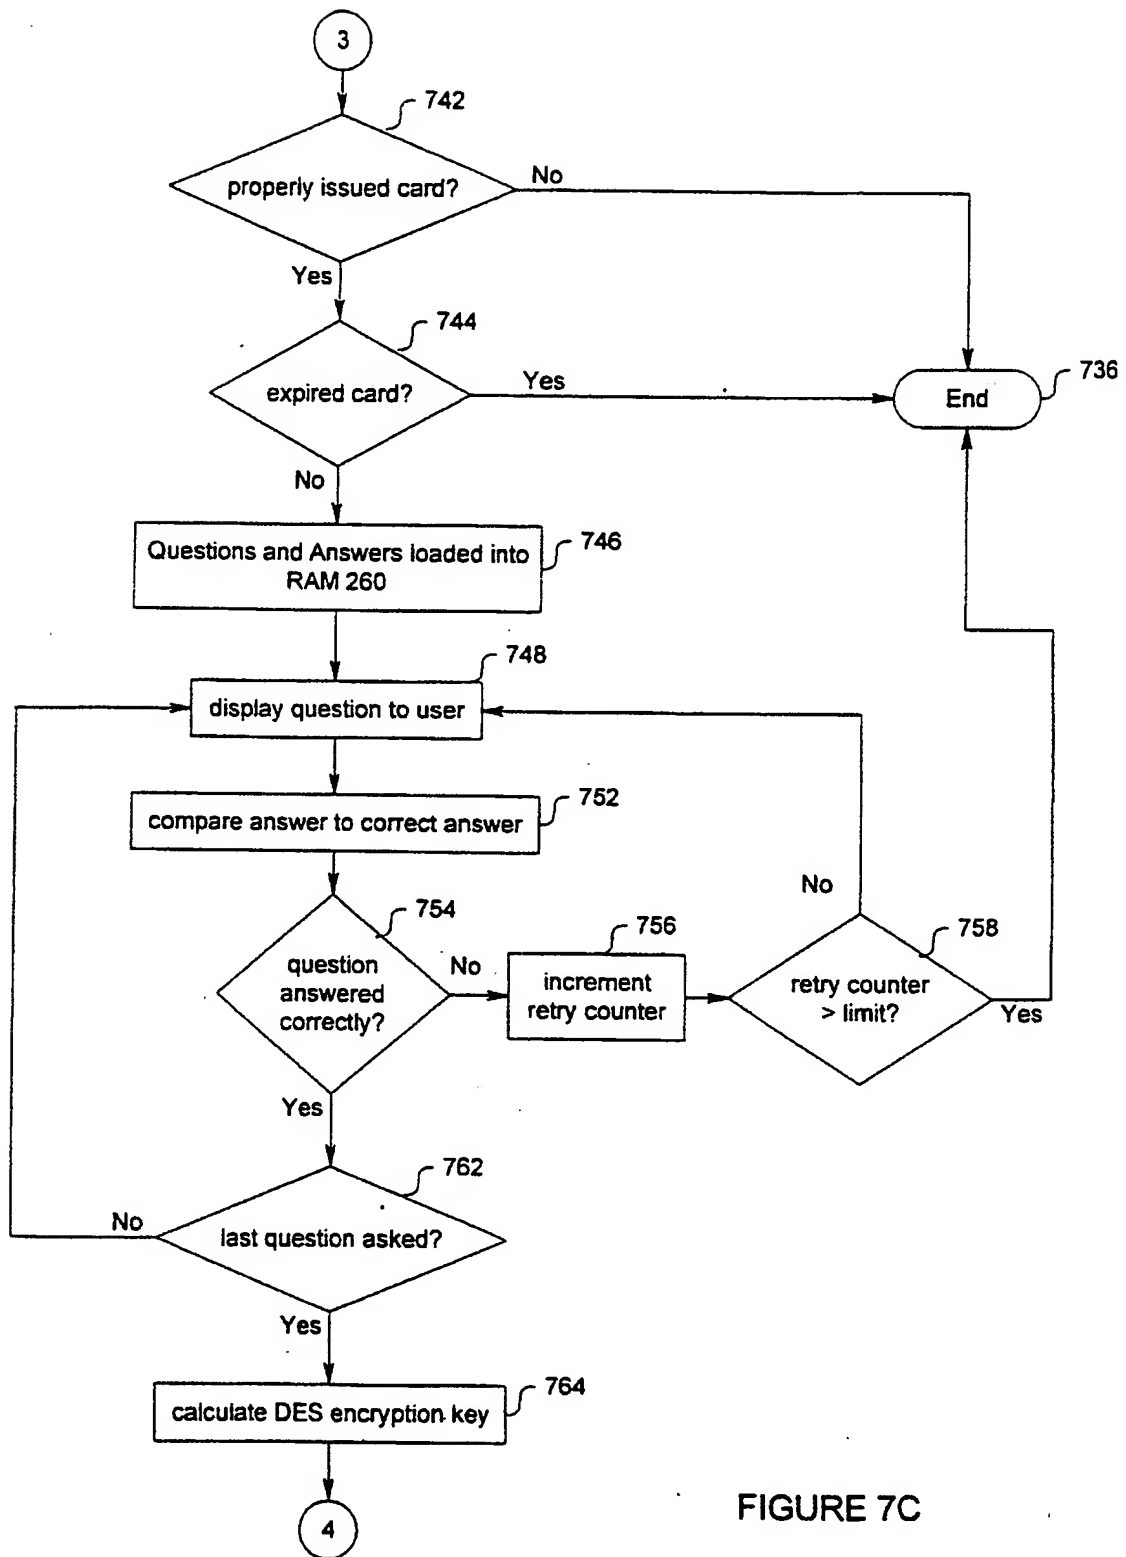 3
742
properly issued card?
No
Yes
744
expired card?
Yes
End
736
No
746
Questions and Answers loaded into
RAM 260
748
display question to user
752
compare answer to correct answer
No
754
756
758
question
answered
correctly?
No
increment
retry counter
retry counter
> limit?
Yes
Yes
762
No
last question asked?
Yes
764
calculate DES encryption key
4
FIGURE 7C